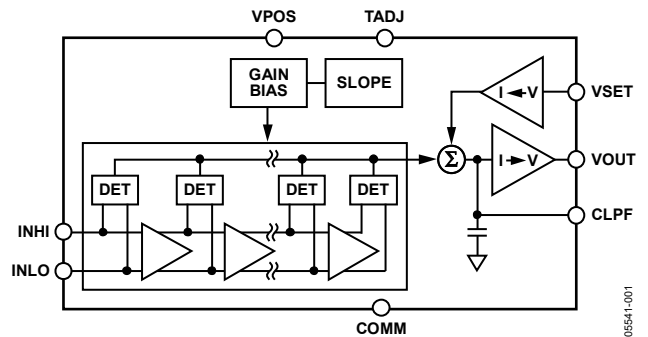 VPOS TADJ
GAIN
BIAS
SLOPE
I V
VSET
Σ
I V
VOUT
DET DET DET DET
CLPF
INHI
INLO
COMM
05541-001